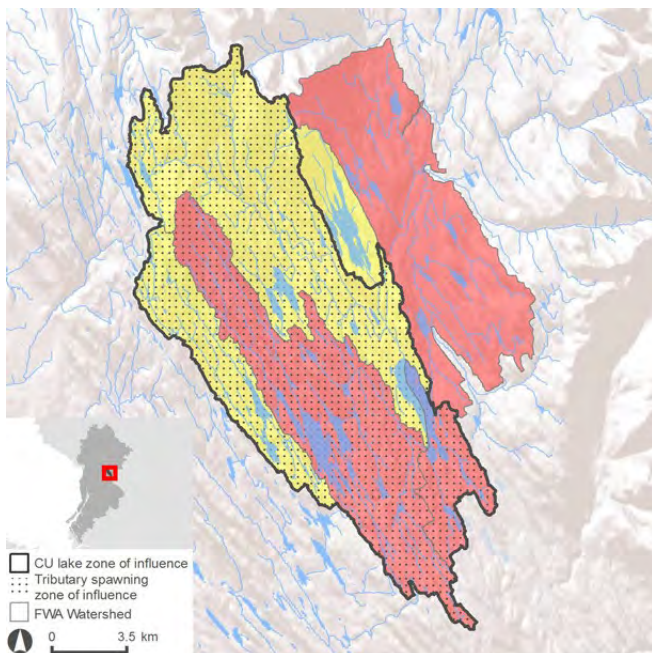 CU lake zone of influence
Tributary spawning
zone of influence
FWA Watershed
0 3.5 km